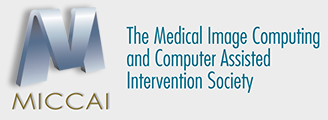 The Medical Image Computing
and Computer Assisted
Intervention Society
MICCAI